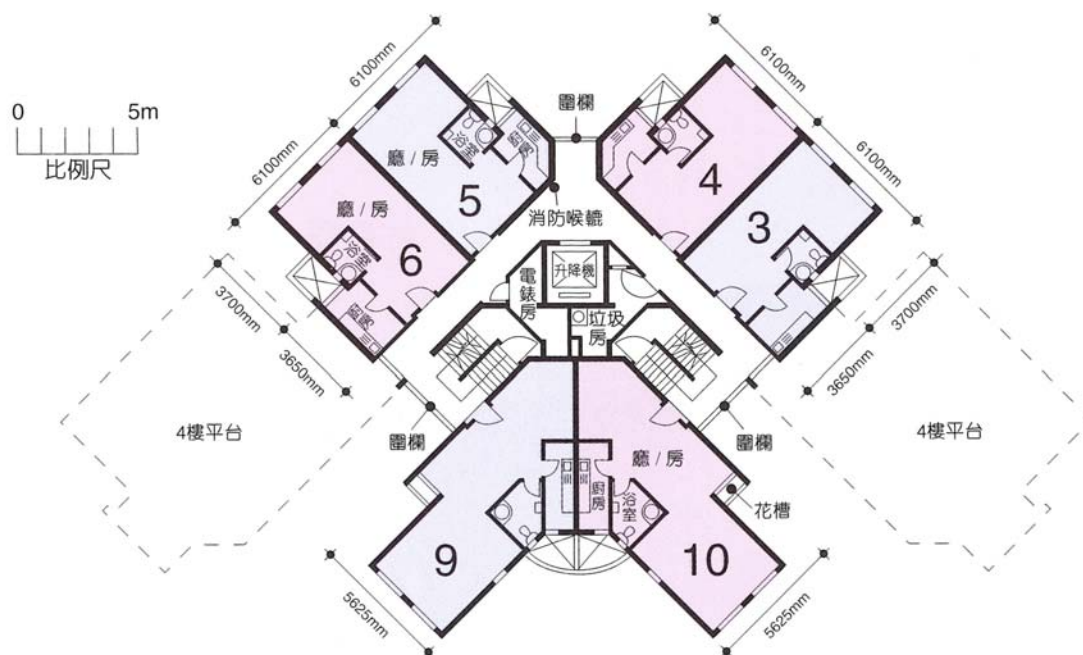 0 5m
比例尺
6100mm
6100mm
圍欄
6100mm
6100mm
浴室
廚房
廳 / 房
5
4
3
廳 / 房
浴室
6
廚房
消防喉轆
升降機
電錶房
垃圾房
3700mm
3650mm
3700mm
3650mm
4樓平台
圍欄
圍欄
4樓平台
廳 / 房
廚房
浴室
花槽
9
10
5625mm
5625mm